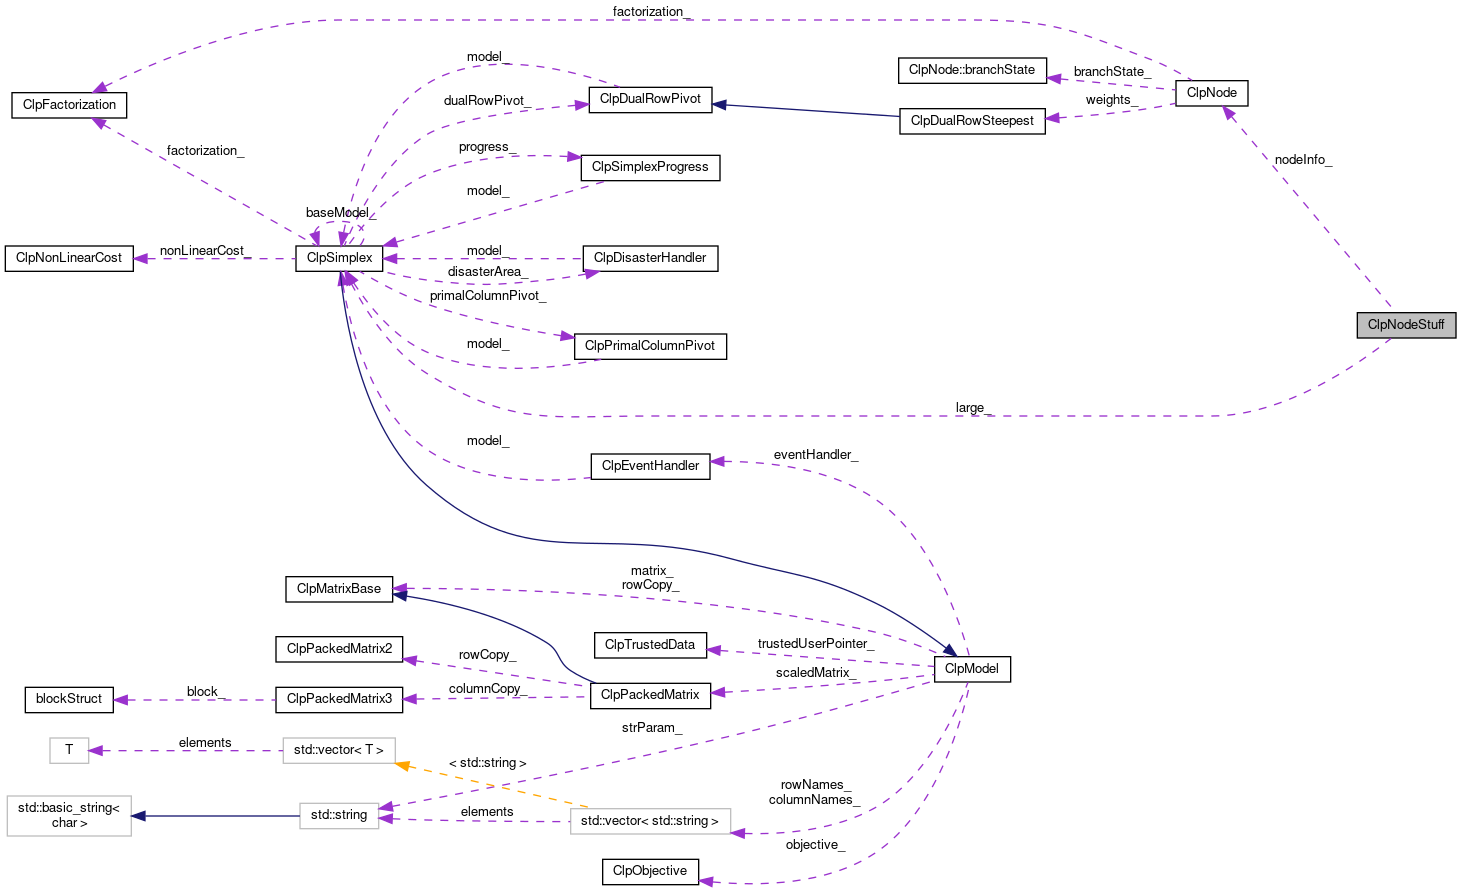 factorization_
model_
ClpNode::branchState
branchState_
ClpNode
ClpFactorization
dualRowPivot_
ClpDualRowPivot
weights_
ClpDualRowSteepest
factorization_
progress_
ClpSimplexProgress
nodeInfo_
model_
baseModel_
ClpNonLinearCost
nonLinearCost_
ClpSimplex
model_
ClpDisasterHandler
disasterArea_
primalColumnPivot_
ClpNodeStuff
model_
ClpPrimalColumnPivot
large_
model_
ClpEventHandler
eventHandler_
ClpMatrixBase
matrix_
rowCopy_
ClpPackedMatrix2
rowCopy_
ClpTrustedData
trustedUserPointer_
ClpModel
scaledMatrix_
blockStruct
block_
ClpPackedMatrix3
columnCopy_
ClpPackedMatrix
strParam_
T
elements
std::vector< T >
< std::string >
rowNames_
columnNames_
std::basic_string<
char >
std::string
elements
std::vector< std::string >
objective_
ClpObjective